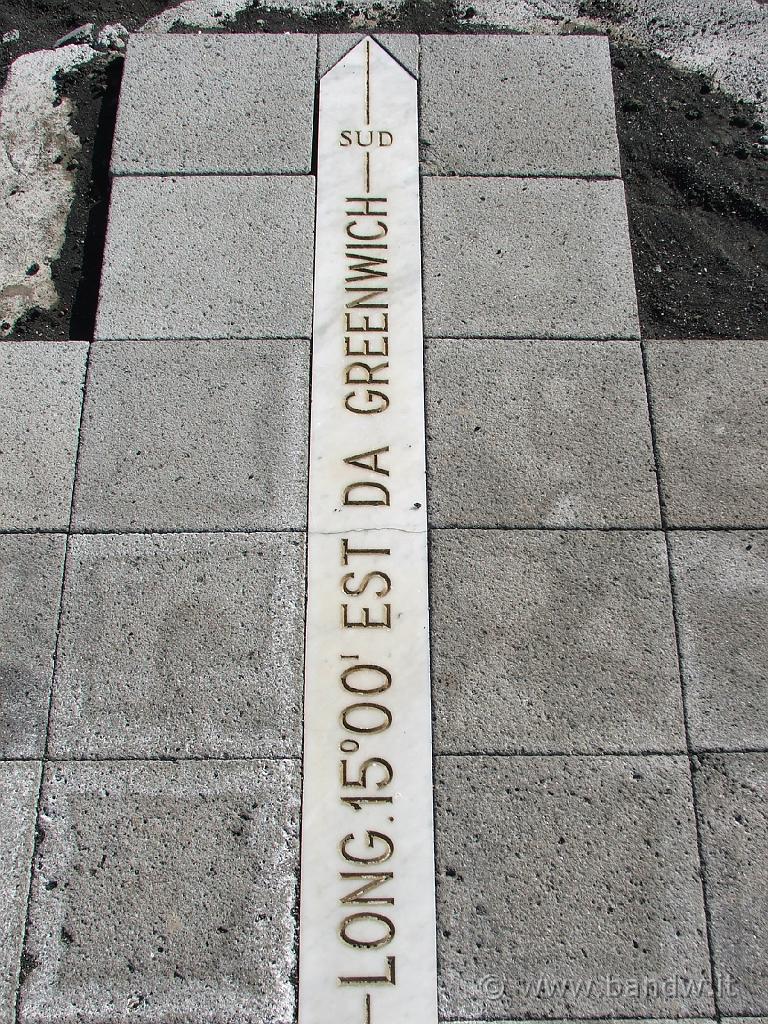 SUD
LONG. 15°00' EST DA GREENWICH
© www.bandw.it